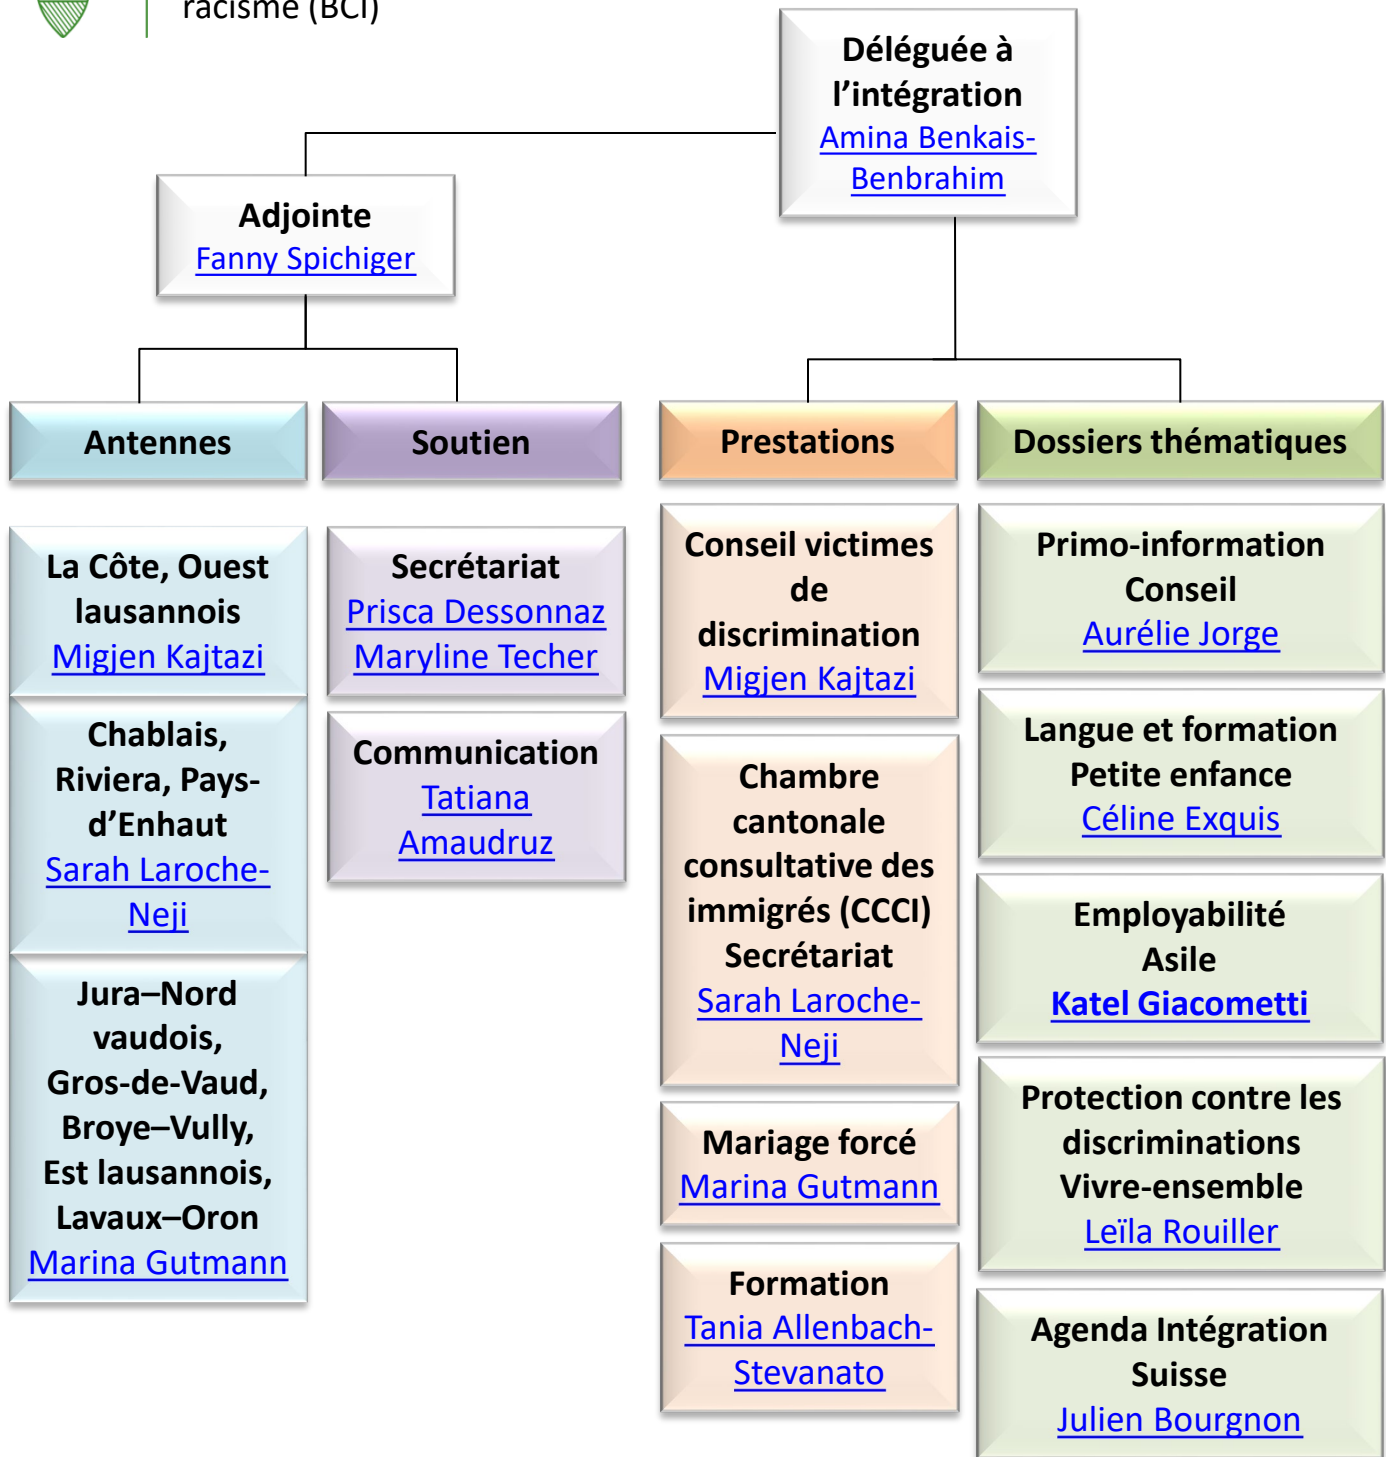 racisme (BCI)
Déléguée à
l’intégration
Amina Benkais-
Benbrahim
Adjointe
Fanny Spichiger
Antennes
La Côte, Ouest
lausannois
Migjen Kajtazi
Chablais,
Riviera, Pays-
d’Enhaut
Sarah Laroche-
Neji
Jura–Nord
vaudois,
Gros-de-Vaud,
Broye–Vully,
Est lausannois,
Lavaux–Oron
Marina Gutmann
Soutien
Secrétariat
Prisca Dessonnaz
Maryline Techer
Communication
Tatiana
Amaudruz
Prestations
Conseil victimes
de
discrimination
Migjen Kajtazi
Chambre
cantonale
consultative des
immigrés (CCCI)
Secrétariat
Sarah Laroche-
Neji
Mariage forcé
Marina Gutmann
Formation
Tania Allenbach-
Stevanato
Dossiers thématiques
Primo-information
Conseil
Aurélie Jorge
Langue et formation
Petite enfance
Céline Exquis
Employabilité
Asile
Katel Giacometti
Protection contre les
discriminations
Vivre-ensemble
Leïla Rouiller
Agenda Intégration
Suisse
Julien Bourgnon